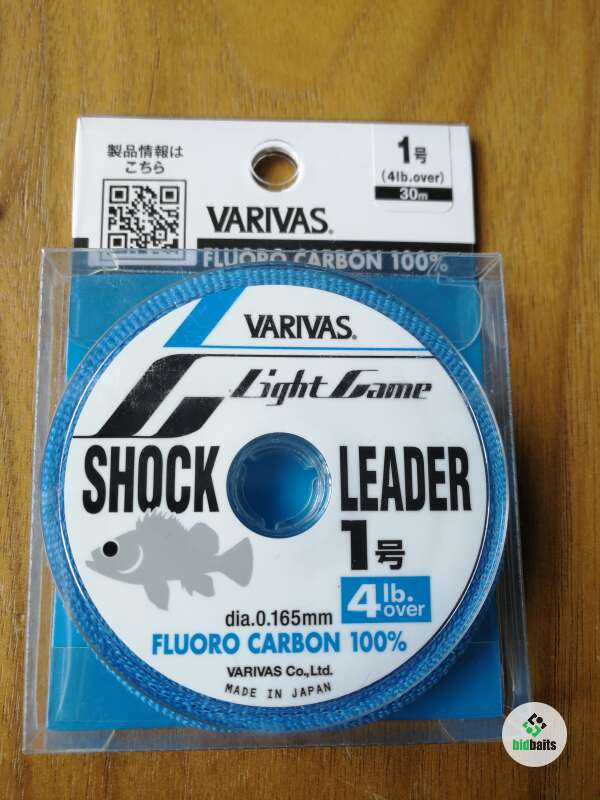 製品情報は
こちら
1号
(4lb.over)
30m
VARIVAS®
FLUORO CARBON 100%
VARIVAS®
Light Game
SHOCK LEADER
1号
dia.0.165mm
4lb.over
FLUORO CARBON 100%
VARIVAS Co.,Ltd.
MADE IN JAPAN
bidbaits